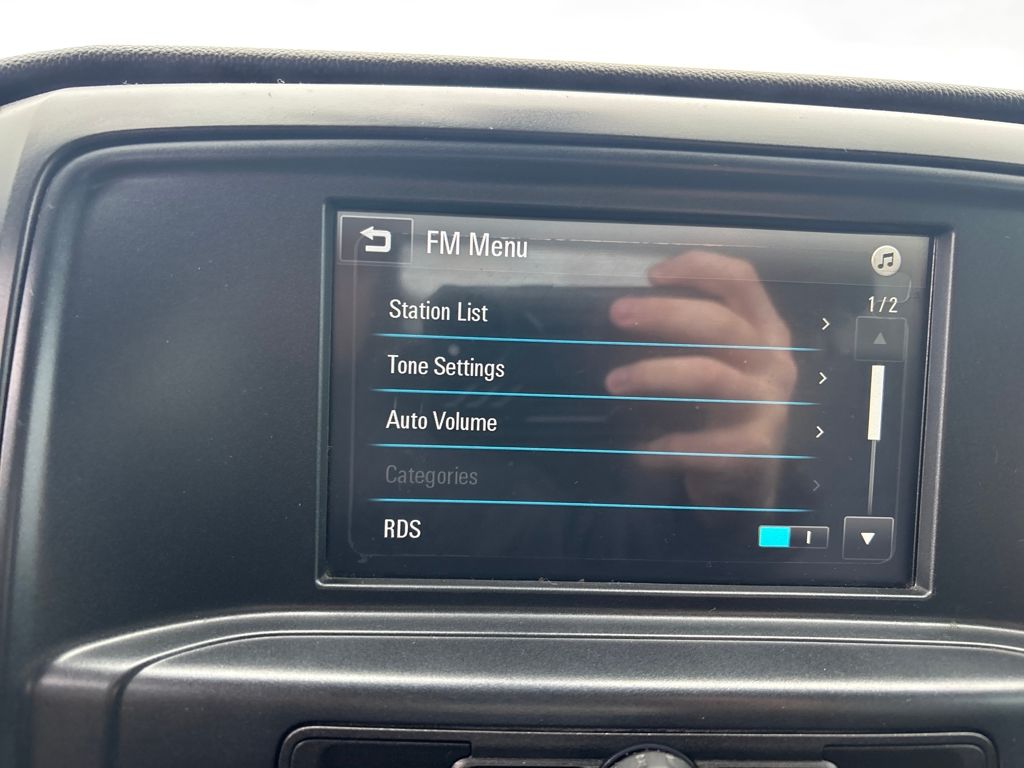 FM Menu
1/2
Station List
Tone Settings
Auto Volume
Categories
RDS
I